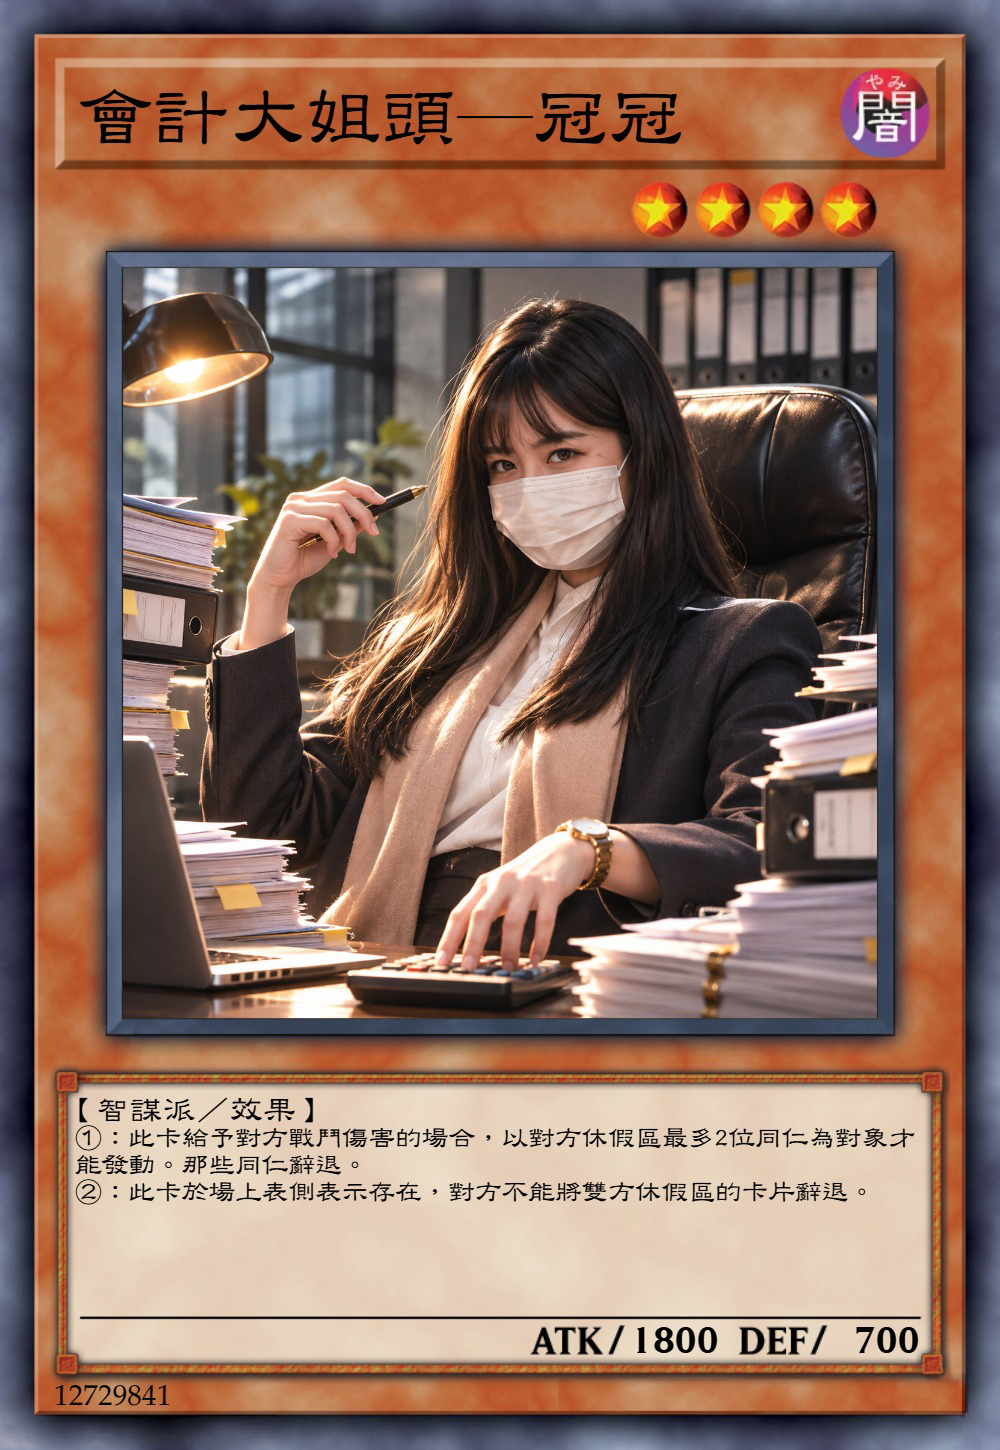 會計大姐頭—冠冠
やみ
闇
【智謀派／效果】
①：此卡給予對方戰鬥傷害的場合，以對方休假區最多2位同仁為對象才
能發動。那些同仁辭退。
②：此卡於場上表側表示存在，對方不能將雙方休假區的卡片辭退。
ATK/1800 DEF/ 700
12729841